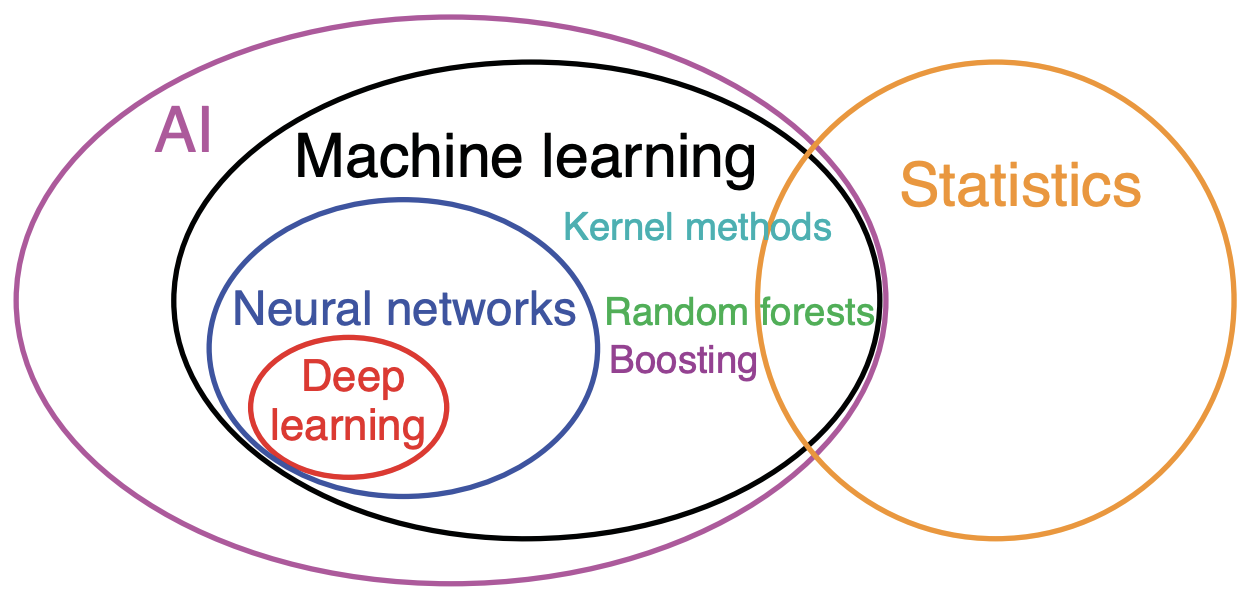 AI
Machine learning
Statistics
Kernel methods
Neural networks
Random forests
Boosting
Deep
learning